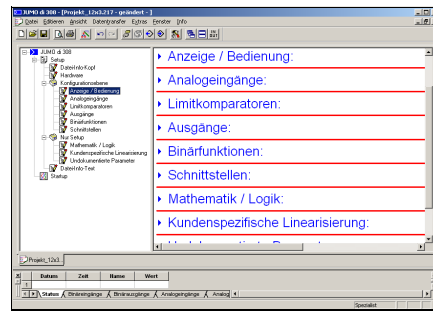 JUMO di 308 - [Projekt_12x3.217 - geändert - ]
Datei Editieren Ansicht Datentransfer Extras Fenster Info
JUMO di 308
Setup
Datei-Info-Kopf
Hardware
Konfigurationsebene
Anzeige / Bedienung
Analogeingänge
Limitkomparatoren
Ausgänge
Binärfunktionen
Schnittstellen
Nur Setup
Mathematik / Logik
Kundenspezifische Linearisierung
Undokumentierte Parameter
Datei-Info-Text
Startup
Anzeige / Bedienung:
Analogeingänge:
Limitkomparatoren:
Ausgänge:
Binärfunktionen:
Schnittstellen:
Mathematik / Logik:
Kundenspezifische Linearisierung:
Projekt_12x3...
Datum Zeit Name Wert
1
Status Binäreingänge Binärausgänge Analogeingänge Analog
Spezialist